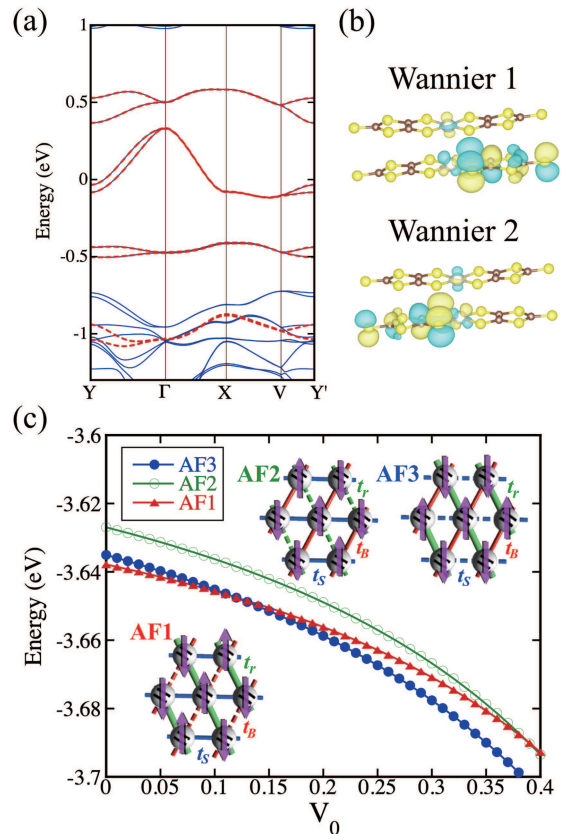 (a)
(b)
1
0.5
0
-0.5
-1
Energy (eV)
Y Γ X V Y'
Wannier 1
Wannier 2
(c)
-3.6
-3.62
-3.64
-3.66
-3.68
-3.7
Energy (eV)
AF3
AF2
AF1
AF2
t_r
t_B
t_S
AF3
t_r
t_B
t_S
AF1
t_r
t_B
t_S
0 0.05 0.1 0.15 0.2 0.25 0.3 0.35 0.4
V_0